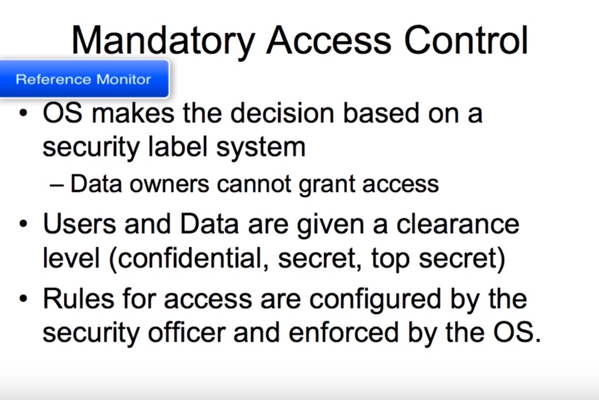 Mandatory Access Control
Reference Monitor
• OS makes the decision based on a
security label system
– Data owners cannot grant access
• Users and Data are given a clearance
level (confidential, secret, top secret)
• Rules for access are configured by the
security officer and enforced by the OS.